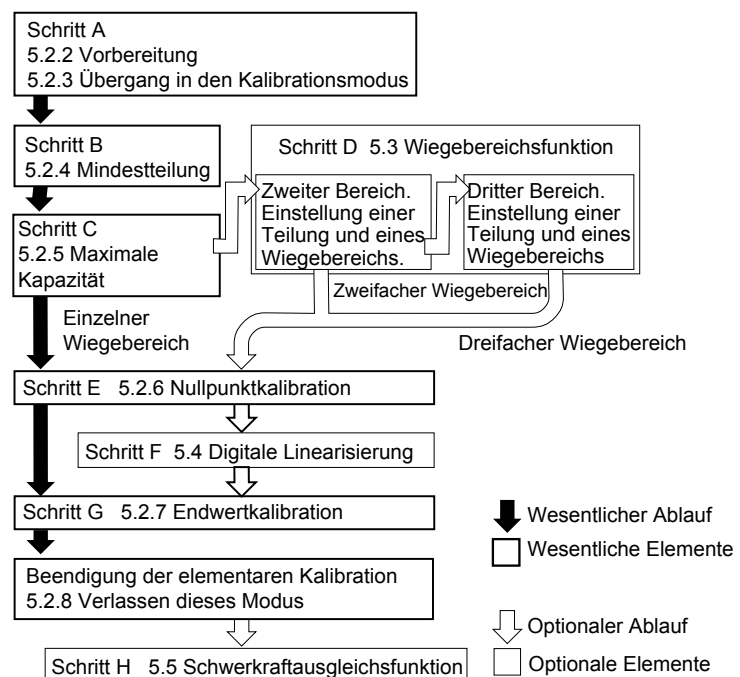 Schritt A
5.2.2 Vorbereitung
5.2.3 Übergang in den Kalibrationsmodus
Schritt B
5.2.4 Mindestteilung
Schritt C
5.2.5 Maximale
Kapazität
Schritt D 5.3 Wiegebereichsfunktion
Zweiter Bereich.
Einstellung einer
Teilung und eines
Wiegebereichs.
Dritter Bereich.
Einstellung einer
Teilung und eines
Wiegebereichs
Zweifacher Wiegebereich
Einzelner
Wiegebereich
Dreifacher Wiegebereich
Schritt E 5.2.6 Nullpunktkalibration
Schritt F 5.4 Digitale Linearisierung
Schritt G 5.2.7 Endwertkalibration
Beendigung der elementaren Kalibration
5.2.8 Verlassen dieses Modus
Schritt H 5.5 Schwerkraftausgleichsfunktion
Wesentlicher Ablauf
Wesentliche Elemente
Optionaler Ablauf
Optionale Elemente